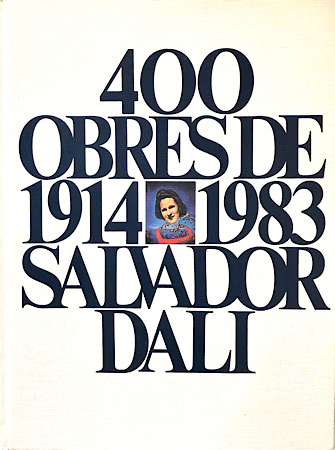 400
OBRES DE
1914 1983
SALVADOR
DALI